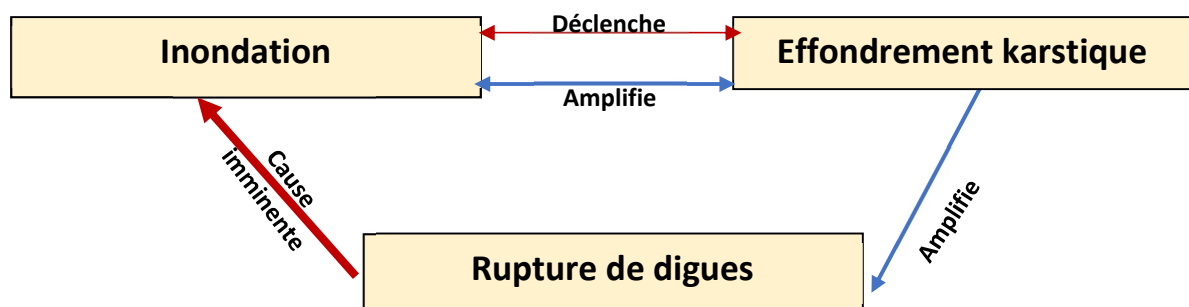 Déclenche
Inondation
Effondrement karstique
Amplifie
Cause
imminente
Amplifie
Rupture de digues